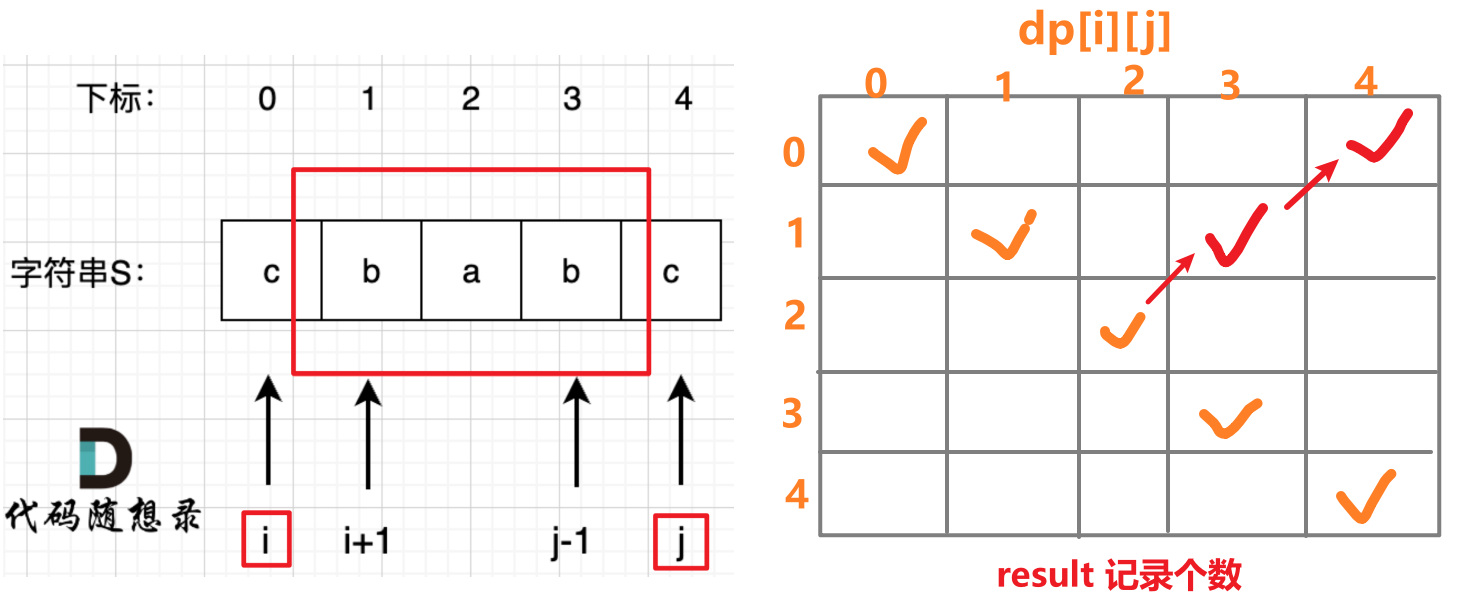 下标： 0 1 2 3 4
字符串S： c b a b c
i i+1 j-1 j
代码随想录
dp[i][j]
0 1 2 3 4
0
1
2
3
4
result 记录个数